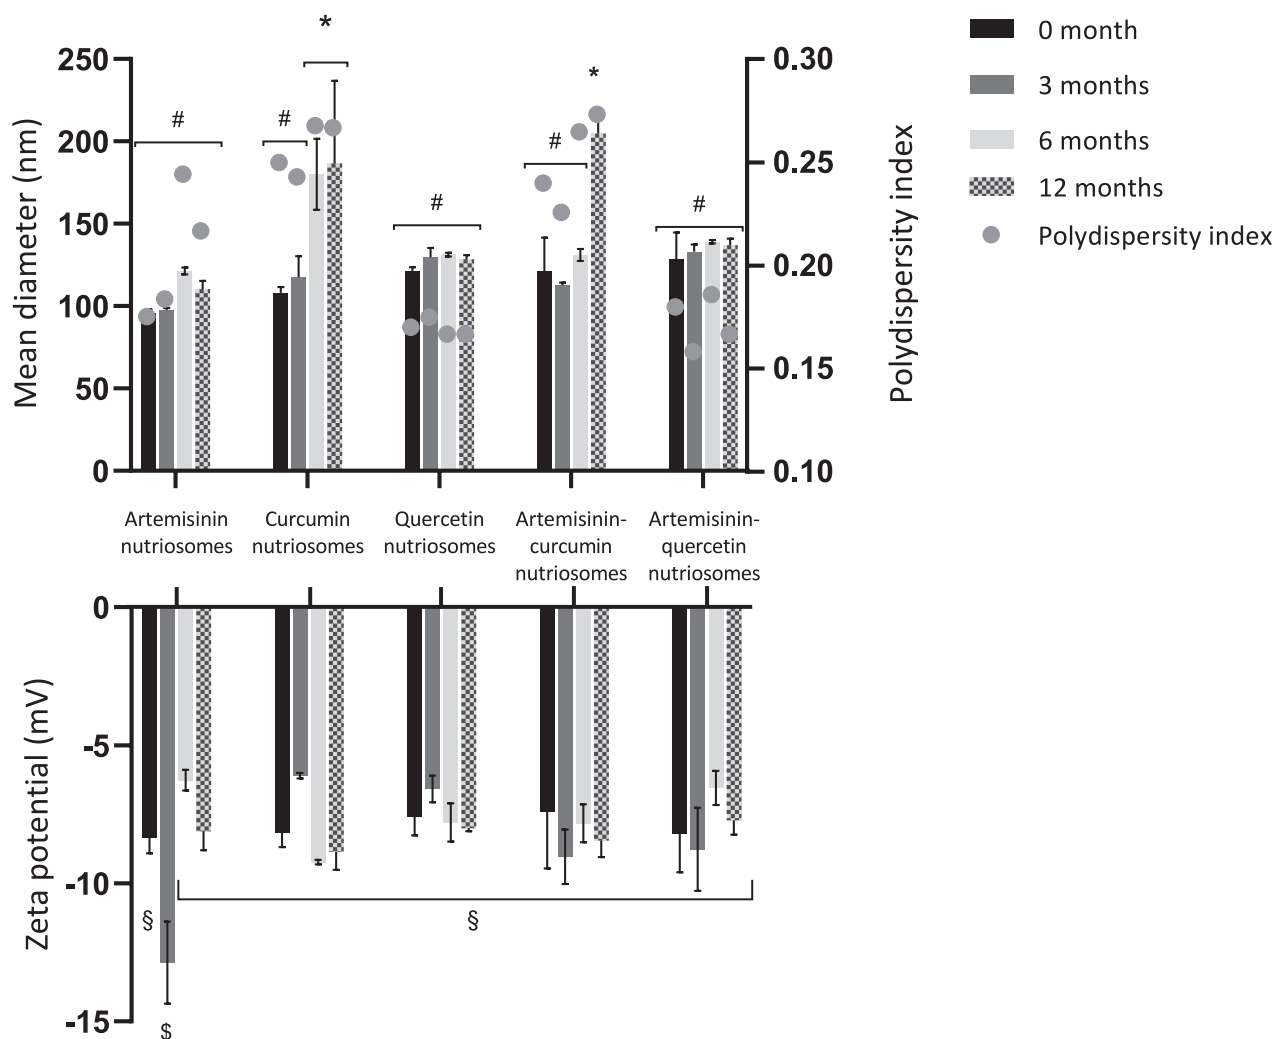 *
0 month
3 months
6 months
12 months
Polydispersity index
250
200
150
100
50
0
Mean diameter (nm)
#
#
#
#
*
#
0.30
0.25
0.20
0.15
0.10
Polydispersity index
Artemisinin
nutriosomes
Curcumin
nutriosomes
Quercetin
nutriosomes
Artemisinin-
curcumin
nutriosomes
Artemisinin-
quercetin
nutriosomes
0
-5
-10
-15
Zeta potential (mV)
§
§
$